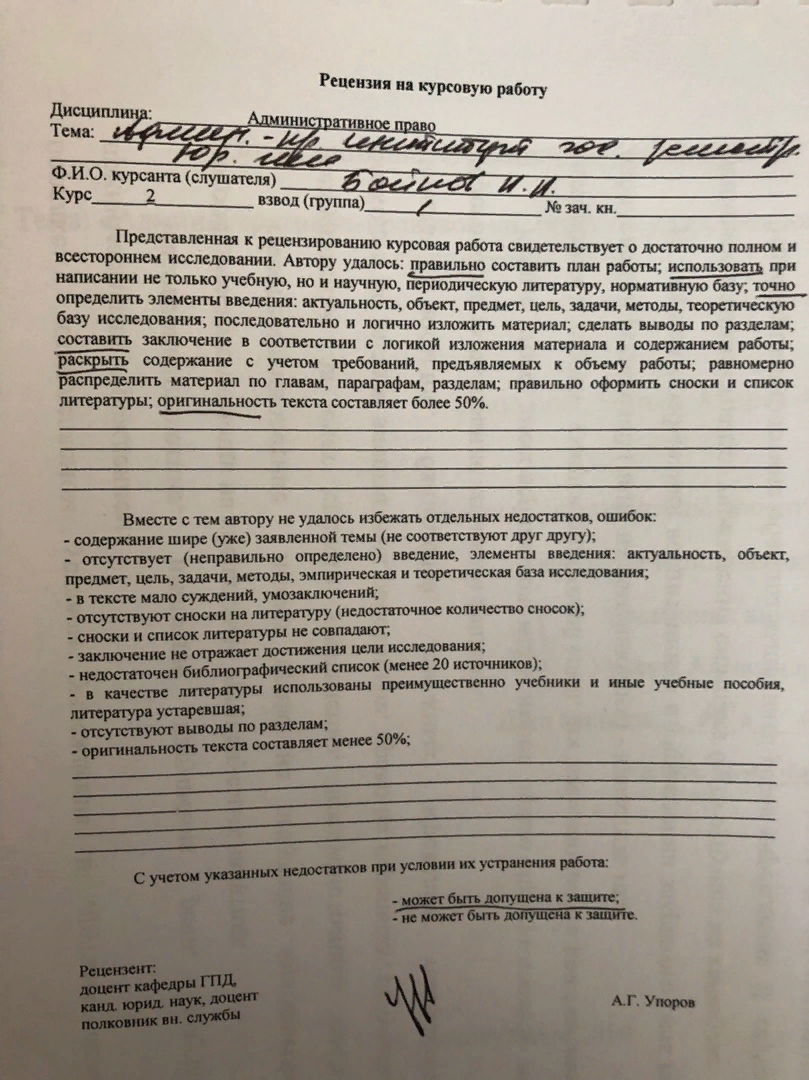 Рецензия на курсовую работу
Дисциплина: Административное право
Тема: Админ.-пр. институт гос. регистр.
Юр. лиц
Ф.И.О. курсанта (слушателя) И.И.
Курс 2 взвод (группа) 1 № зач. кн.
Представленная к рецензированию курсовая работа свидетельствует о достаточно полном и
всестороннем исследовании. Автору удалось: правильно составить план работы; использовать при
написании не только учебную, но и научную, периодическую литературу, нормативную базу; точно
определить элементы введения: актуальность, объект, предмет, цель, задачи, методы, теоретическую
базу исследования; последовательно и логично изложить материал; сделать выводы по разделам;
составить заключение в соответствии с логикой изложения материала и содержанием работы;
раскрыть содержание с учетом требований, предъявляемых к объему работы; равномерно
распределить материал по главам, параграфам, разделам; правильно оформить сноски и список
литературы; оригинальность текста составляет более 50%.
Вместе с тем автору не удалось избежать отдельных недостатков, ошибок:
- содержание шире (уже) заявленной темы (не соответствуют друг другу);
- отсутствует (неправильно определено) введение, элементы введения: актуальность, объект,
предмет, цель, задачи, методы, эмпирическая и теоретическая база исследования;
- в тексте мало суждений, умозаключений;
- отсутствуют сноски на литературу (недостаточное количество сносок);
- сноски и список литературы не совпадают;
- заключение не отражает достижения цели исследования;
- недостаточен библиографический список (менее 20 источников);
- в качестве литературы использованы преимущественно учебники и иные учебные пособия,
литература устаревшая;
- отсутствуют выводы по разделам;
- оригинальность текста составляет менее 50%;
С учетом указанных недостатков при условии их устранения работа:
- может быть допущена к защите;
- не может быть допущена к защите.
Рецензент:
доцент кафедры ГПД,
канд. юрид. наук, доцент
полковник вн. службы А.Г. Упоров